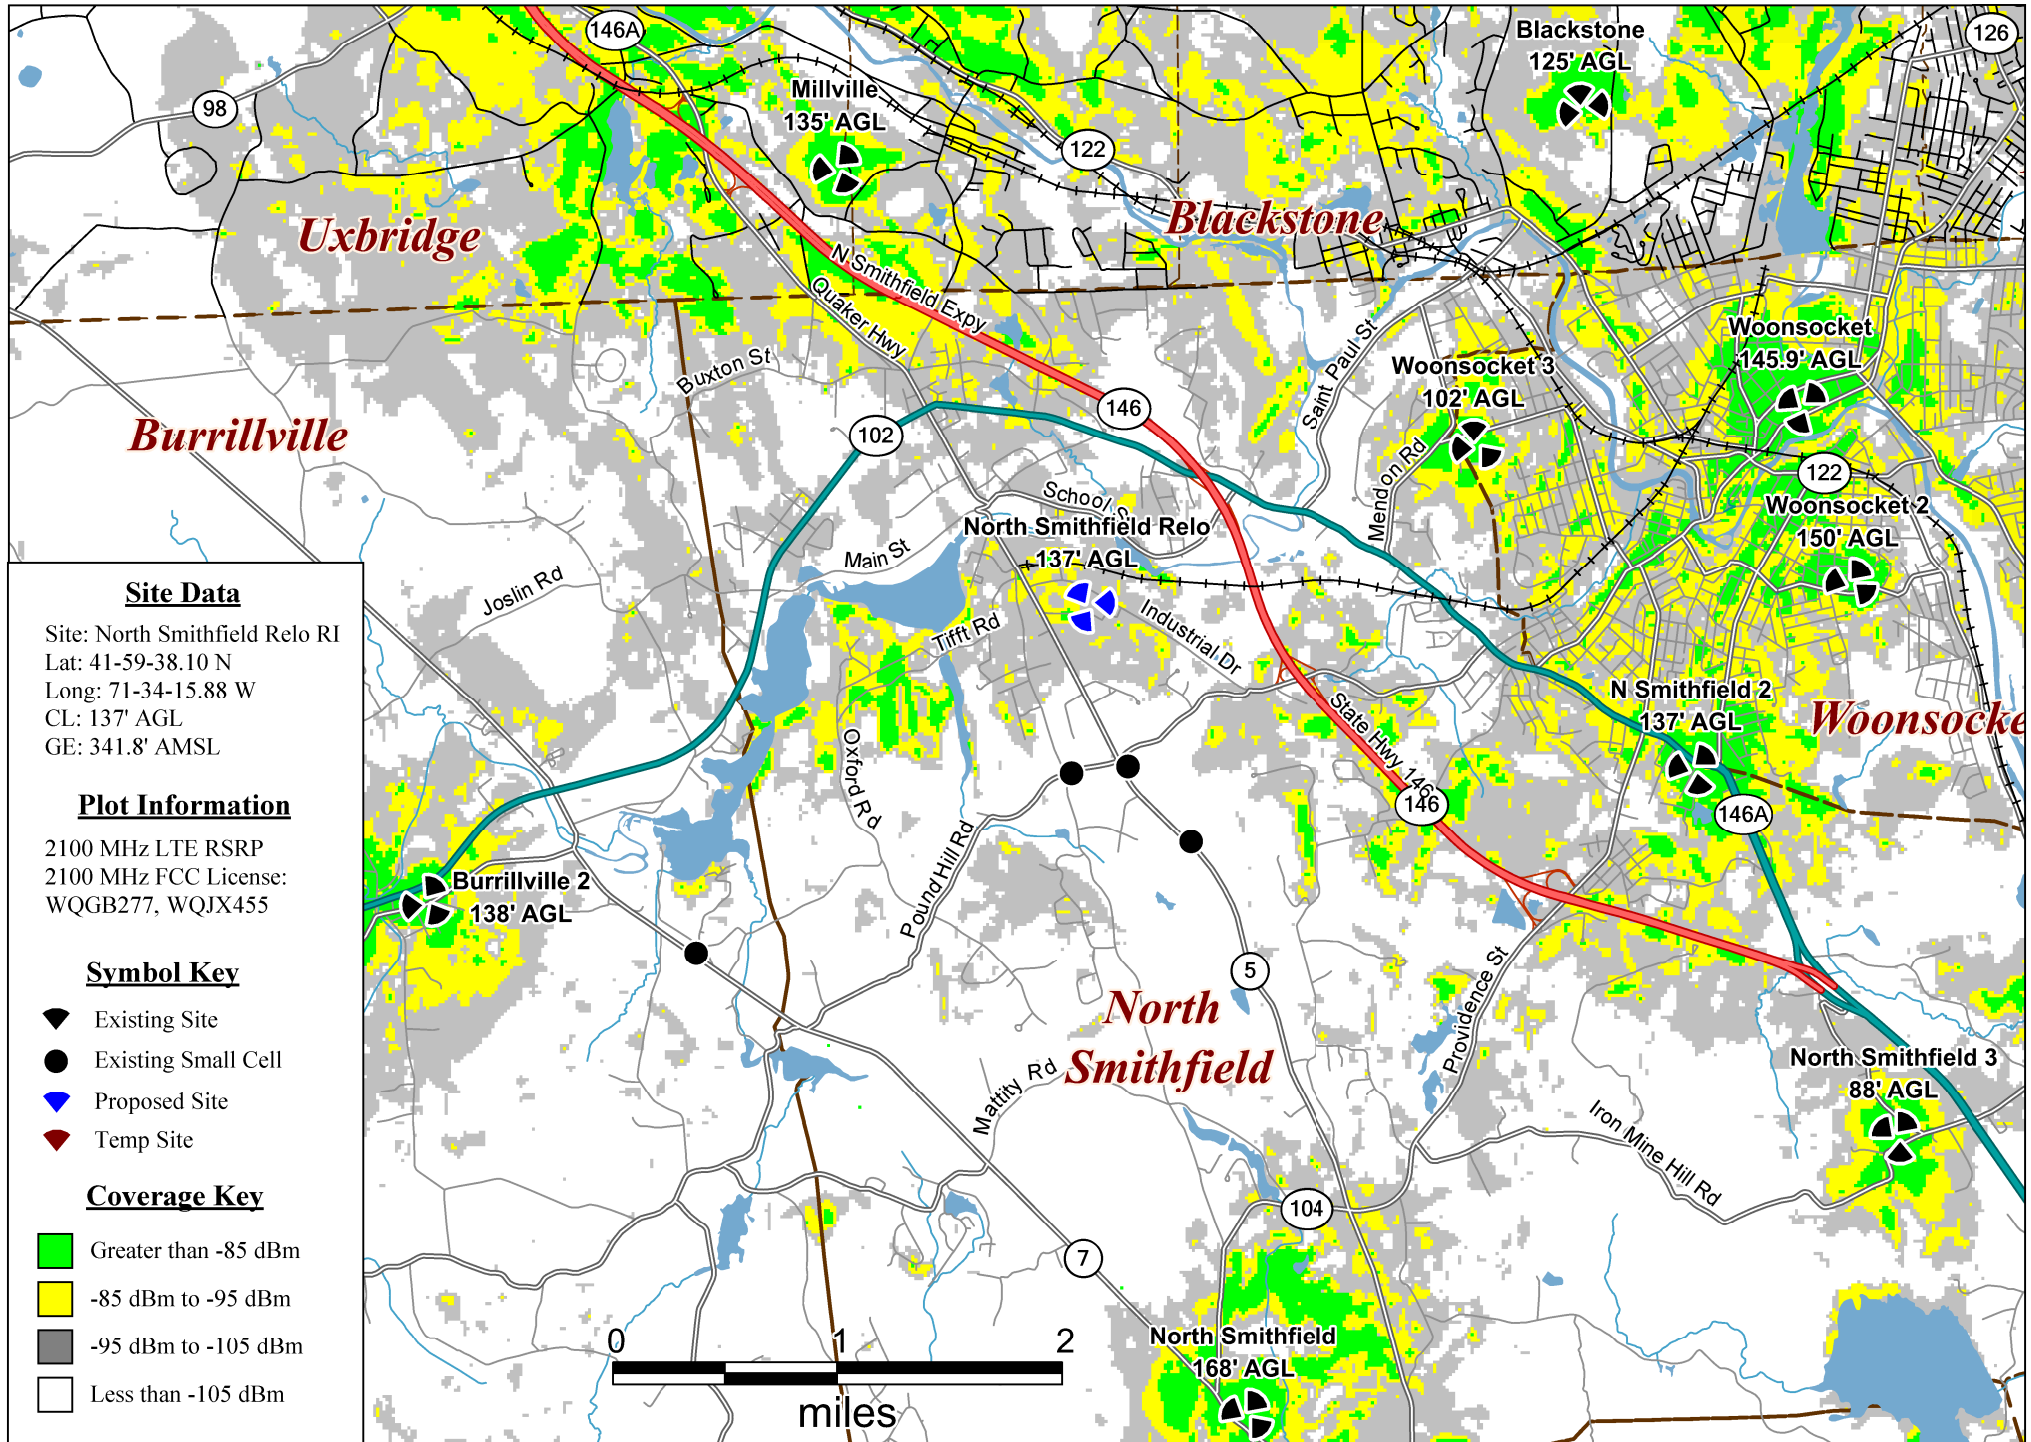 146A
Blackstone
125' AGL
126
98
Millville
135' AGL
122
Uxbridge
Blackstone
N Smithfield Expy
Quaker Hwy
Saint Paul St
Woonsocket
145.9' AGL
Buxton St
Woonsocket 3
102' AGL
146
102
Burrillville
Mendon Rd
122
School S
Woonsocket 2
150' AGL
North Smithfield Relo
137' AGL
Main St
Joslin Rd
Tifft Rd
Industrial Dr
N Smithfield 2
137' AGL
Woonsocke
State Hwy 146
146
146A
Oxford Rd
Pound Hill Rd
Burrillville 2
138' AGL
5
Providence St
North
Smithfield
Mattity Rd
North Smithfield 3
88' AGL
Iron Mine Hill Rd
104
7
North Smithfield
168' AGL
0 1 2
miles
Site Data
Site: North Smithfield Relo RI
Lat: 41-59-38.10 N
Long: 71-34-15.88 W
CL: 137' AGL
GE: 341.8' AMSL
Plot Information
2100 MHz LTE RSRP
2100 MHz FCC License:
WQGB277, WQJX455
Symbol Key
Existing Site
Existing Small Cell
Proposed Site
Temp Site
Coverage Key
Greater than -85 dBm
-85 dBm to -95 dBm
-95 dBm to -105 dBm
Less than -105 dBm